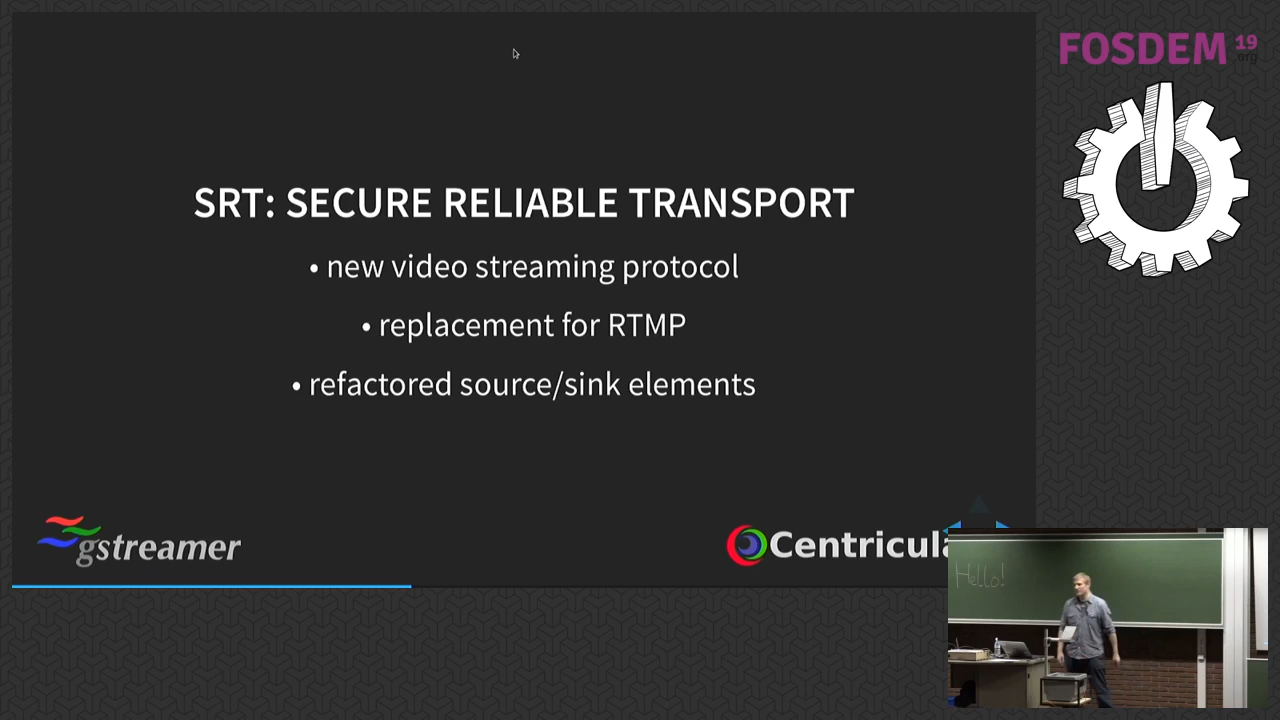 FOSDEM 19
.org
SRT: SECURE RELIABLE TRANSPORT
• new video streaming protocol
• replacement for RTMP
• refactored source/sink elements
gstreamer
Centricula
Hello!